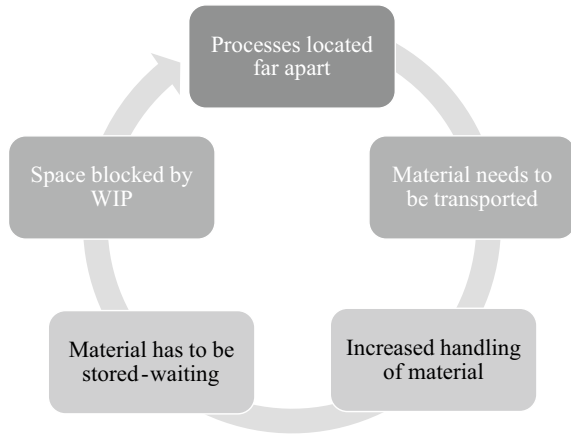 Processes located
far apart
Material needs to
be transported
Increased handling
of material
Material has to be
stored-waiting
Space blocked by
WIP